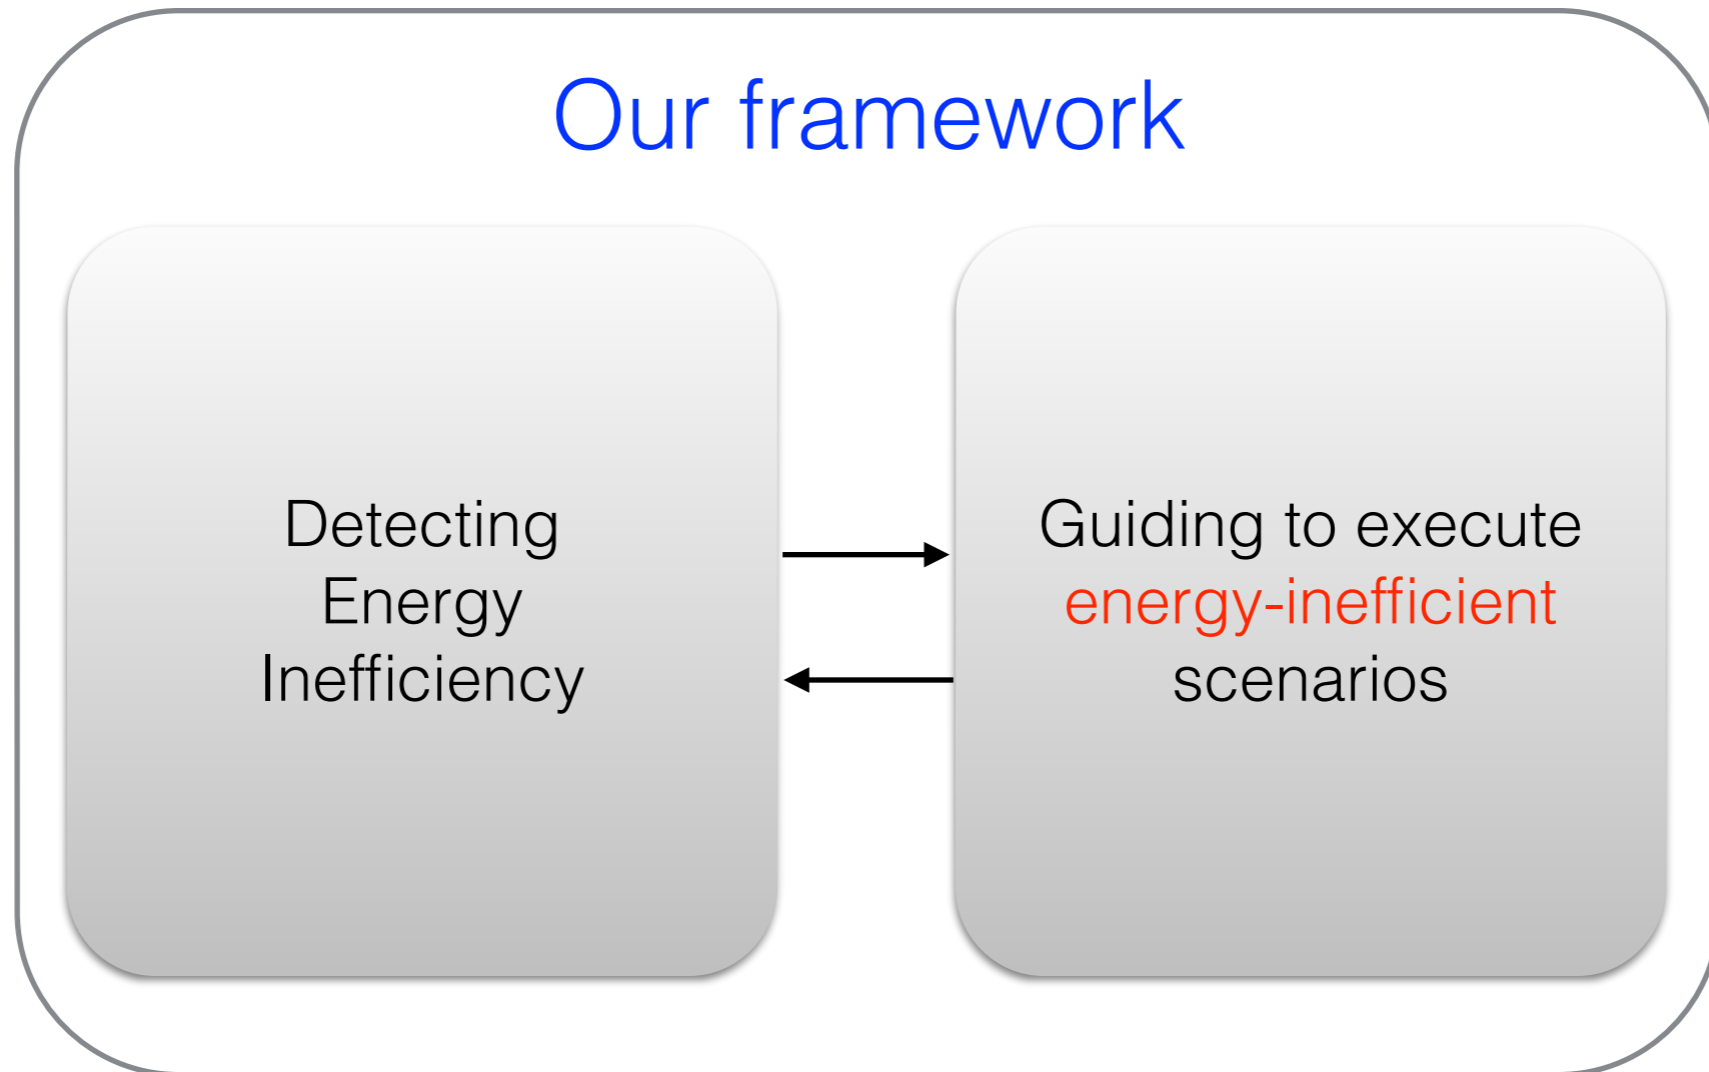 Our framework
Detecting
Energy
Inefficiency
Guiding to execute
energy-inefficient
scenarios